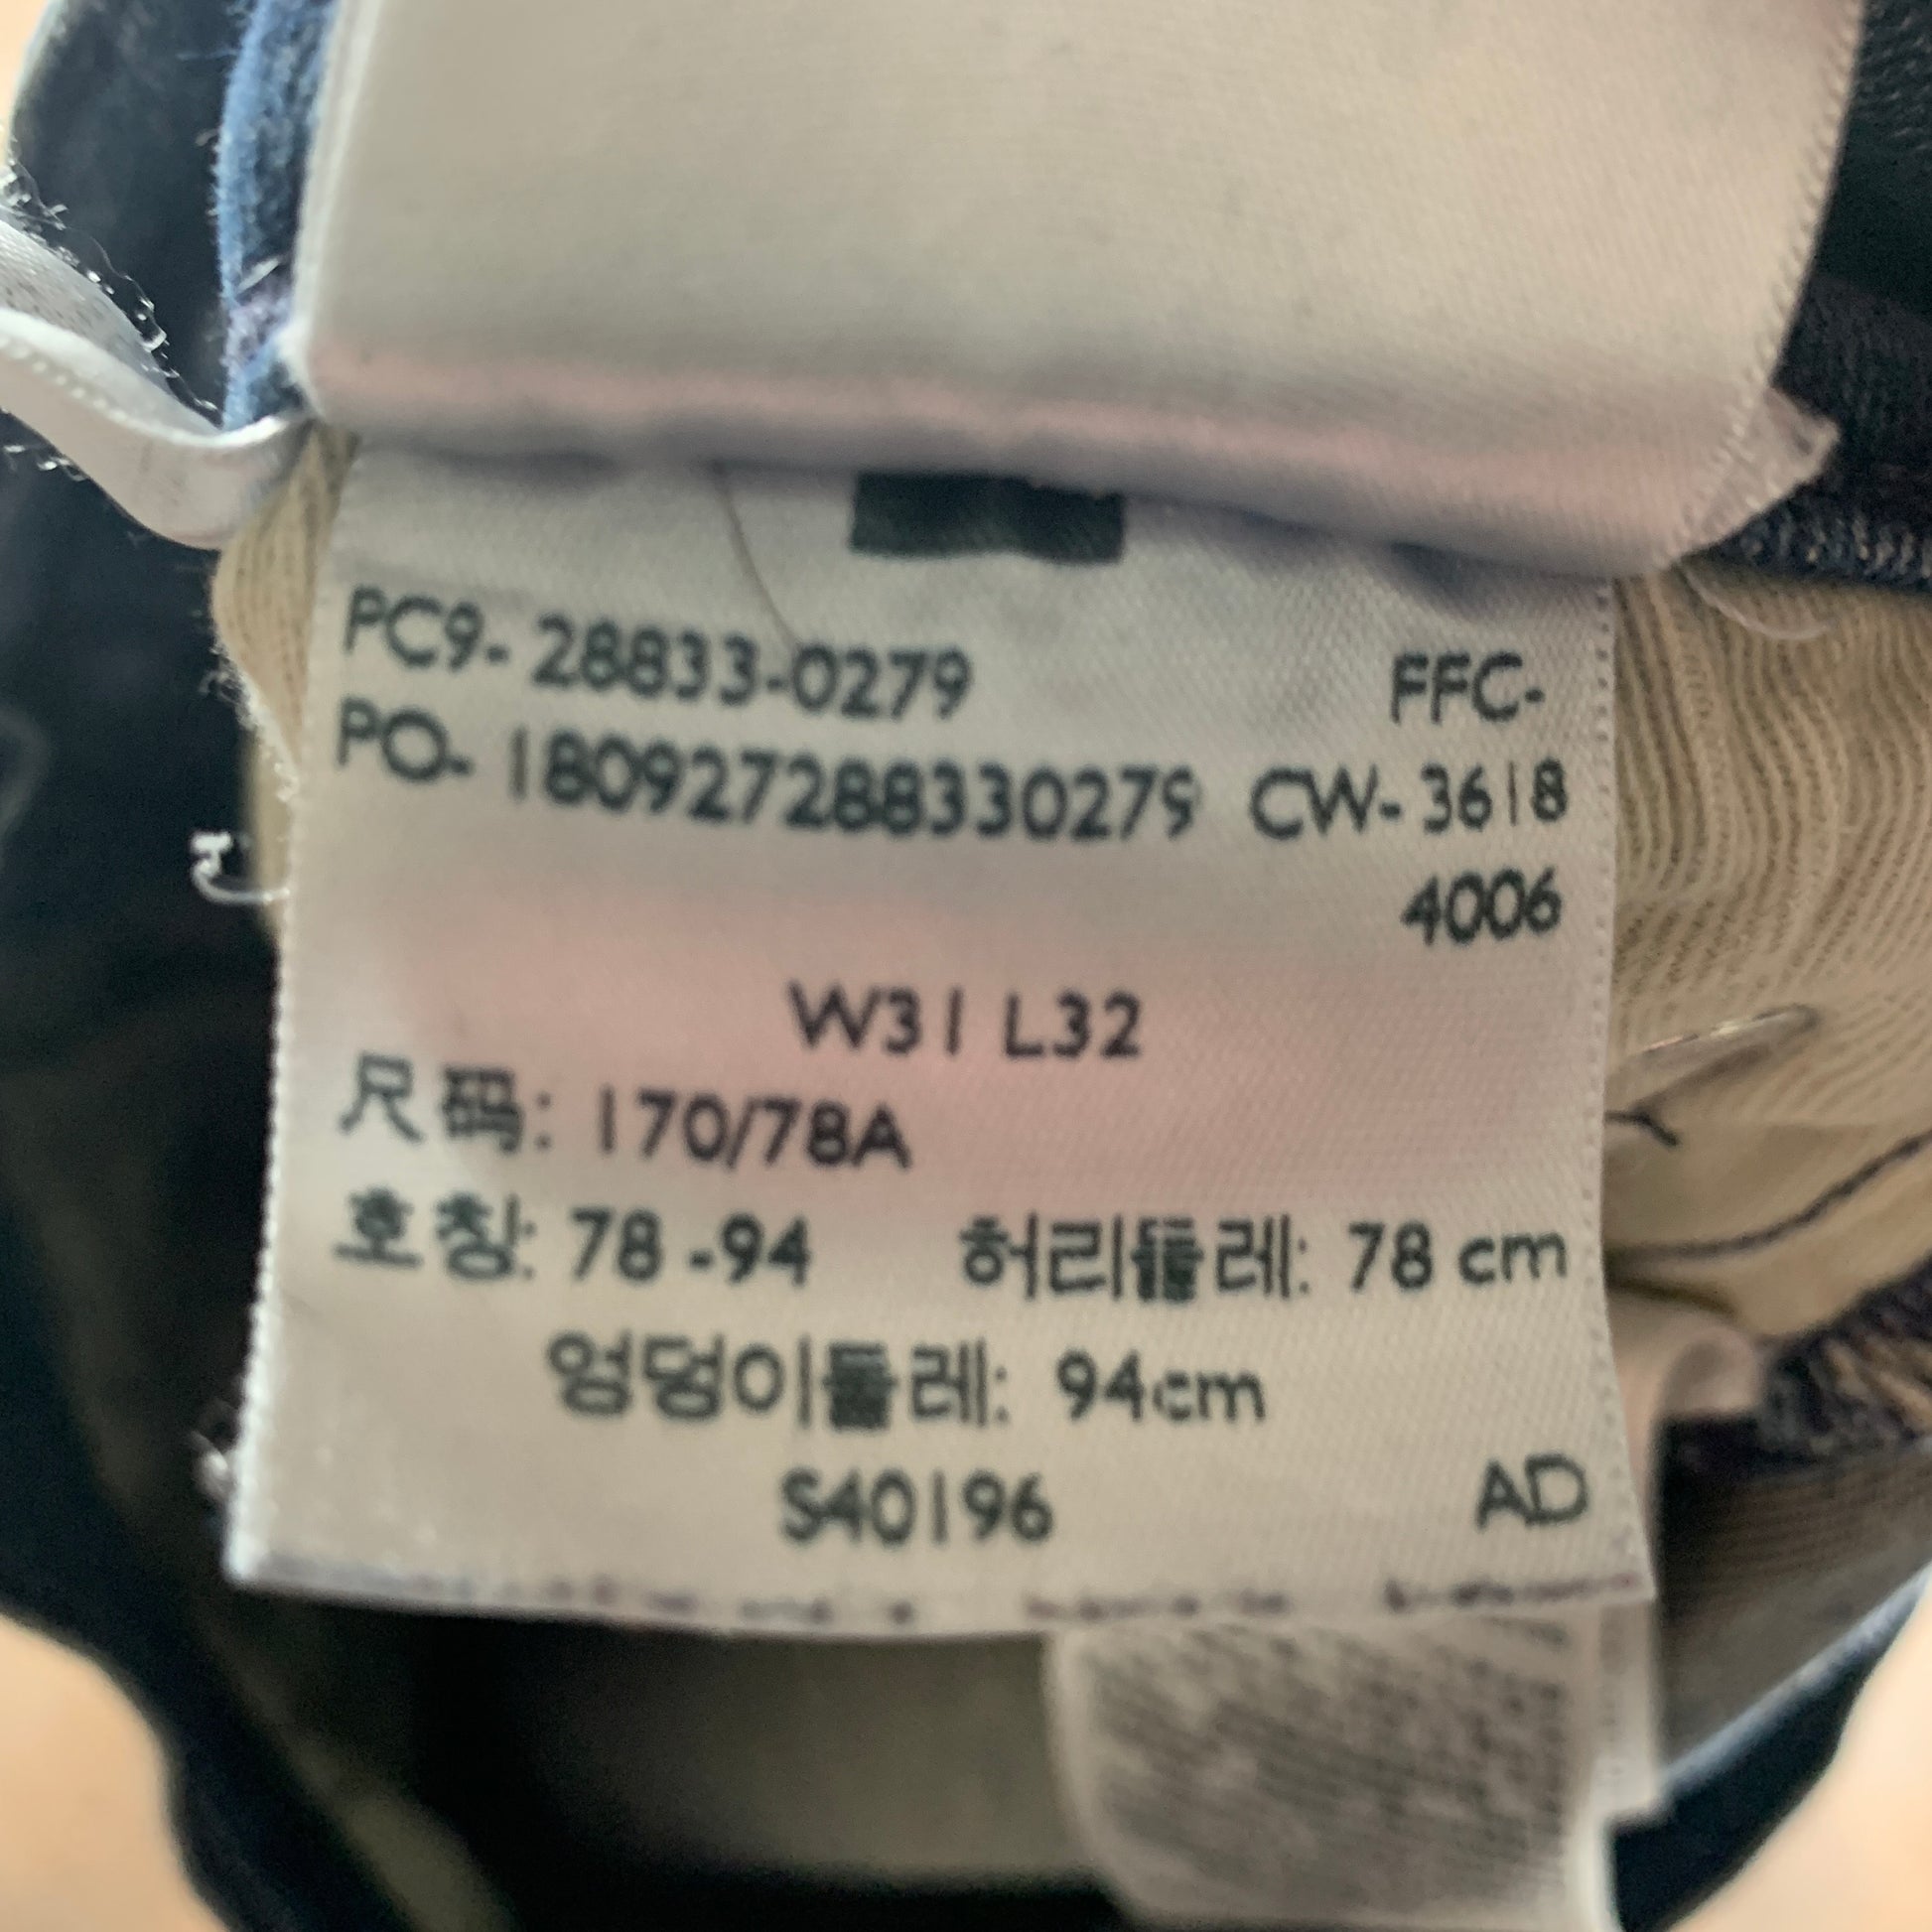 PC9- 28833-0279 FFC-
PO- 180927288330279 CW- 3618
4006
W31 L32
尺码: 170/78A
호칭: 78 -94 허리둘레: 78 cm
엉덩이둘레: 94cm
S40196 AD